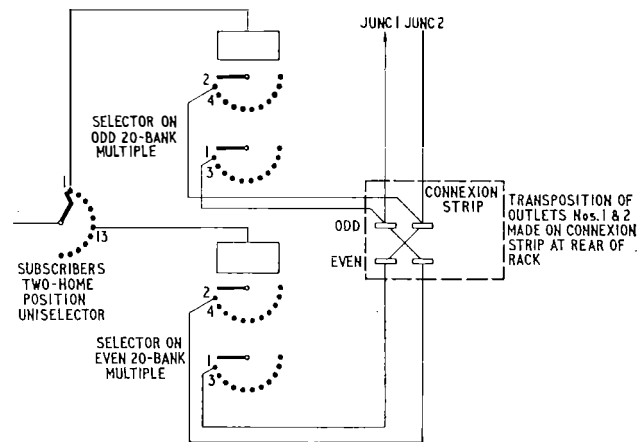 JUNC 1 JUNC 2
2
4
SELECTOR ON
ODD 20-BANK
MULTIPLE
1
3
1
13
SUBSCRIBERS
TWO-HOME
POSITION
UNISELECTOR
CONNEXION
STRIP
ODD
EVEN
TRANSPOSITION OF
OUTLETS Nos. 1 & 2
MADE ON CONNEXION
STRIP AT REAR OF
RACK
2
4
SELECTOR ON
EVEN 20-BANK
MULTIPLE
1
3